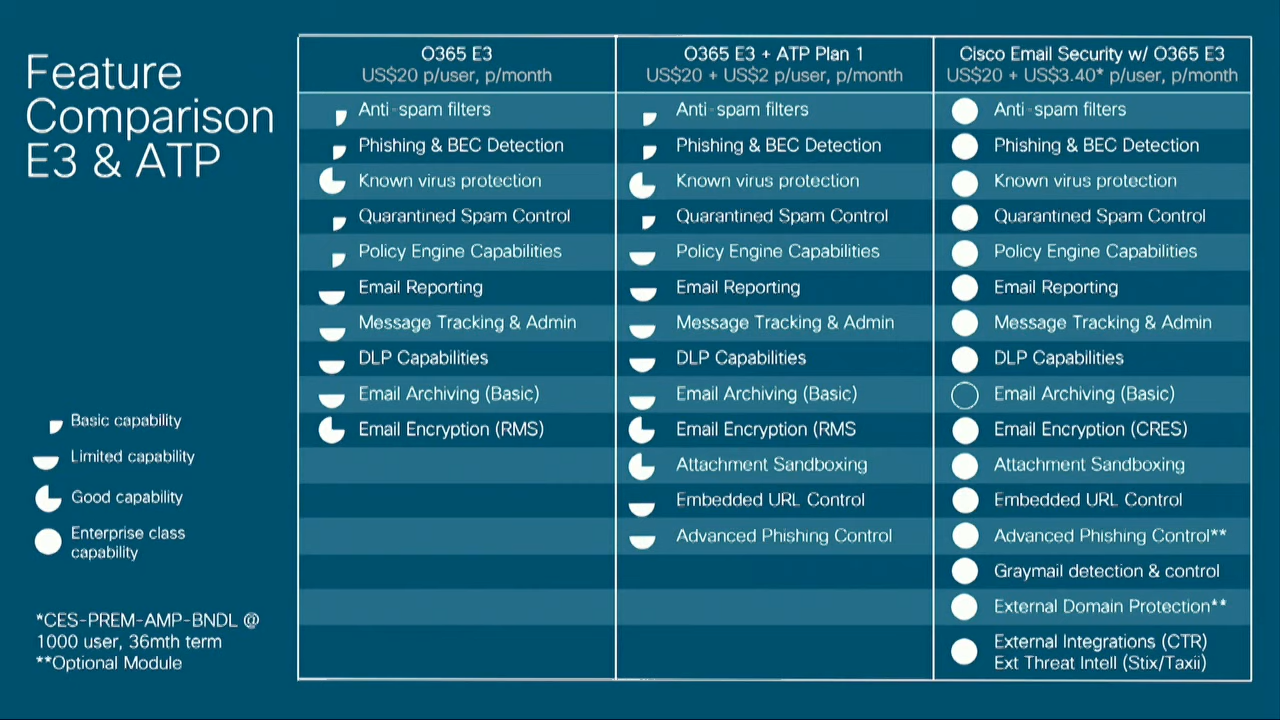 Feature
Comparison
E3 & ATP
Basic capability
Limited capability
Good capability
Enterprise class
capability
*CES-PREM-AMP-BNDL @
1000 user, 36mth term
**Optional Module
O365 E3
US$20 p/user, p/month
Anti-spam filters
Phishing & BEC Detection
Known virus protection
Quarantined Spam Control
Policy Engine Capabilities
Email Reporting
Message Tracking & Admin
DLP Capabilities
Email Archiving (Basic)
Email Encryption (RMS)
O365 E3 + ATP Plan 1
US$20 + US$2 p/user, p/month
Anti-spam filters
Phishing & BEC Detection
Known virus protection
Quarantined Spam Control
Policy Engine Capabilities
Email Reporting
Message Tracking & Admin
DLP Capabilities
Email Archiving (Basic)
Email Encryption (RMS
Attachment Sandboxing
Embedded URL Control
Advanced Phishing Control
Cisco Email Security w/ O365 E3
US$20 + US$3.40* p/user, p/month
Anti-spam filters
Phishing & BEC Detection
Known virus protection
Quarantined Spam Control
Policy Engine Capabilities
Email Reporting
Message Tracking & Admin
DLP Capabilities
Email Archiving (Basic)
Email Encryption (CRES)
Attachment Sandboxing
Embedded URL Control
Advanced Phishing Control**
Graymail detection & control
External Domain Protection**
External Integrations (CTR)
Ext Threat Intell (Stix/Taxii)